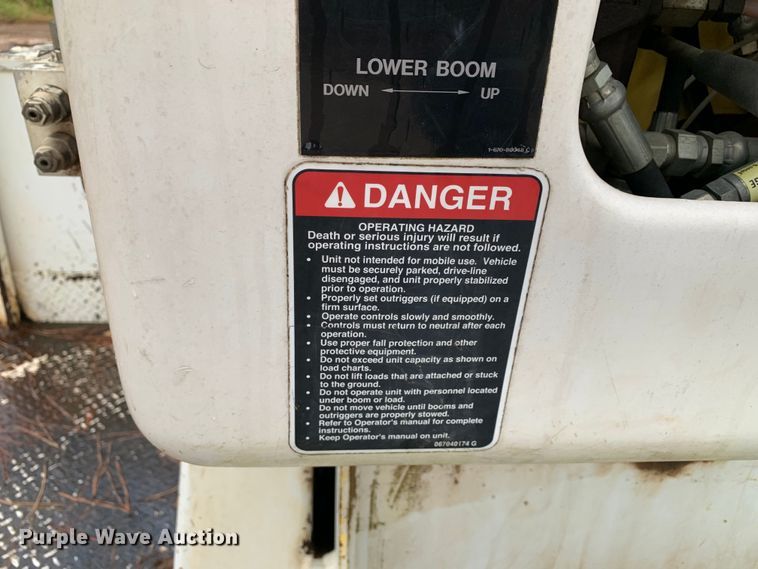 LOWER BOOM
DOWN UP
DANGER
OPERATING HAZARD
Death or serious injury will result if
operating instructions are not followed.
• Unit not intended for mobile use. Vehicle
must be securely parked, drive-line
disengaged, and unit properly stabilized
prior to operation.
• Properly set outriggers (if equipped) on a
firm surface.
• Operate controls slowly and smoothly.
• Controls must return to neutral after each
operation.
• Use proper fall protection and other
protective equipment.
• Do not exceed unit capacity as shown on
load charts.
• Do not lift loads that are attached or stuck
to the ground.
• Do not operate unit with personnel located
under boom or load.
• Do not move vehicle until booms and
outriggers are properly stowed.
• Refer to Operator's manual for complete
instructions.
• Keep Operator's manual on unit.
067040174 G
Purple Wave Auction